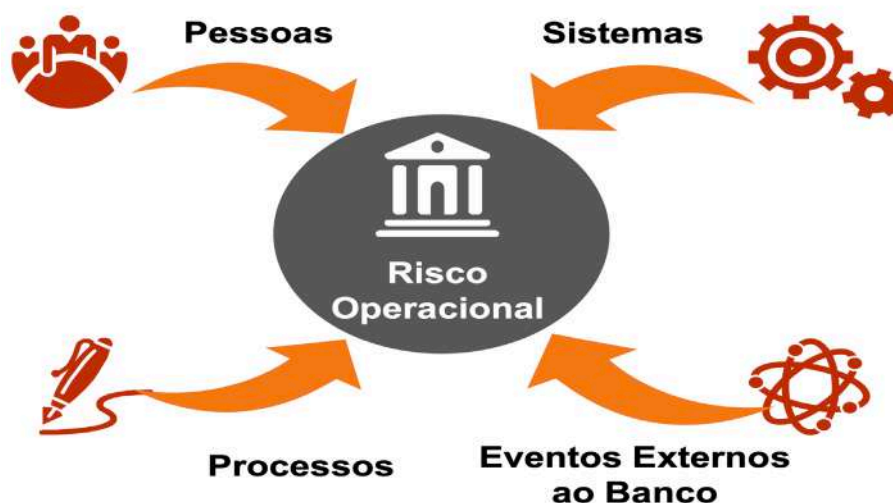 Pessoas
Sistemas
Risco
Operacional
Processos
Eventos Externos
ao Banco